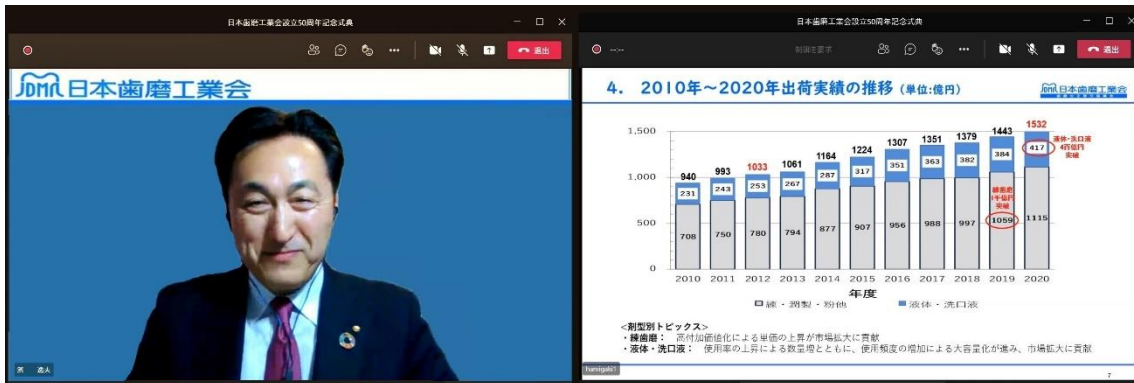 日本歯磨工業会設立50周年記念式典
退出
JDMA 日本歯磨工業会
日本歯磨工業会設立50周年記念式典
--:--
制御を要求
退出
4. 2010年～2020年出荷実績の推移（単位:億円）
JDMA 日本歯磨工業会
1,500
1,000
500
0
940 993 1033 1061 1164 1224 1307 1351 1379 1443 1532
231 243 253 267 287 317 351 363 382 384 417
708 750 780 794 877 907 956 988 997 1059 1115
液体・洗口液
4百億円
突破
練歯磨
1千億円
突破
2010 2011 2012 2013 2014 2015 2016 2017 2018 2019 2020
年度
練・潤製・粉他 液体・洗口液
<剤型別トピックス>
・練歯磨： 高付加価値化による単価の上昇が市場拡大に貢献
・液体・洗口液： 使用率の上昇による数量増とともに、使用頻度の増加による大容量化が進み、市場拡大に貢献
hamigaki1
7